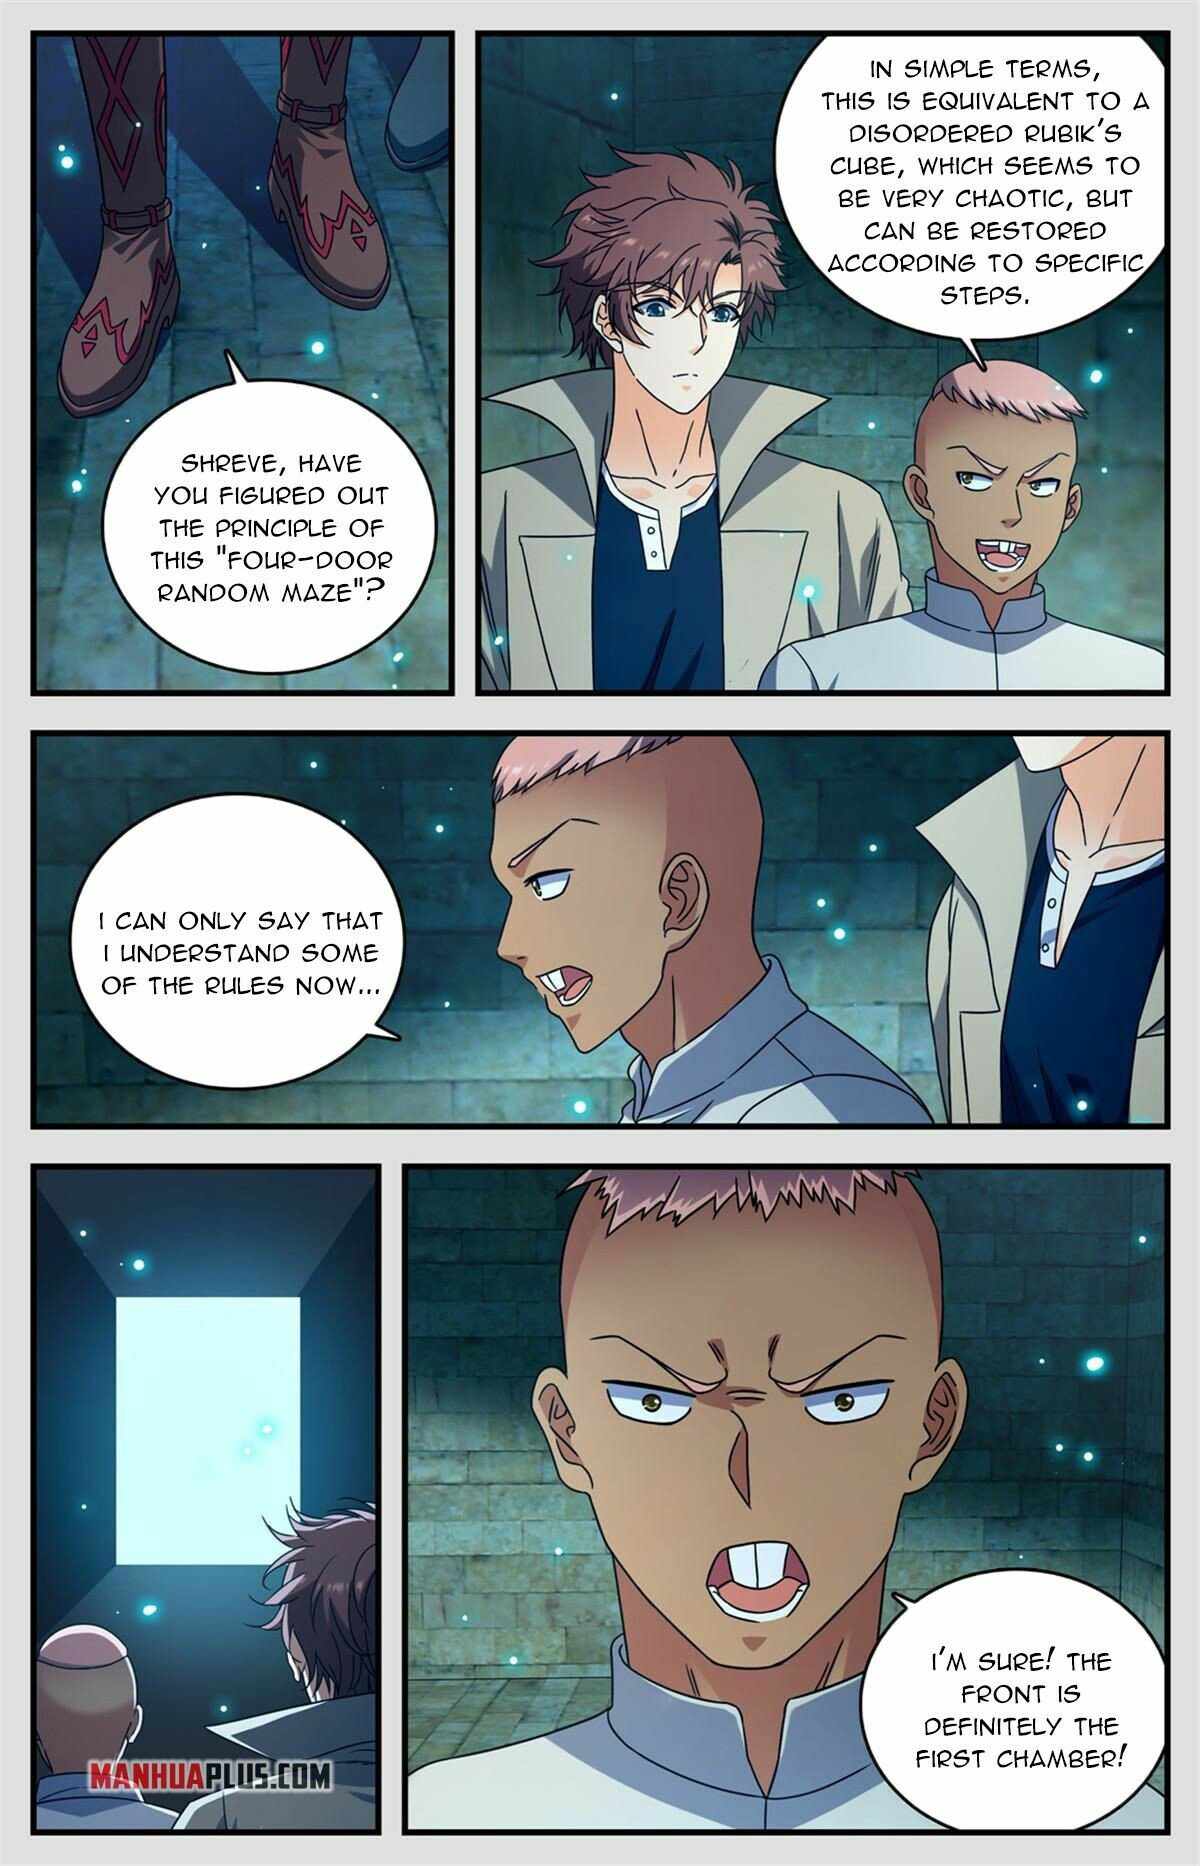 SHREVE, HAVE
YOU FIGURED OUT
THE PRINCIPLE OF
THIS "FOUR-DOOR
RANDOM MAZE"?
IN SIMPLE TERMS,
THIS IS EQUIVALENT TO A
DISORDERED RUBIK'S
CUBE, WHICH SEEMS TO
BE VERY CHAOTIC, BUT
CAN BE RESTORED
ACCORDING TO SPECIFIC
STEPS.
I CAN ONLY SAY THAT
I UNDERSTAND SOME
OF THE RULES NOW...
MANHUAPLUS.COM
I'M SURE! THE
FRONT IS
DEFINITELY THE
FIRST CHAMBER!